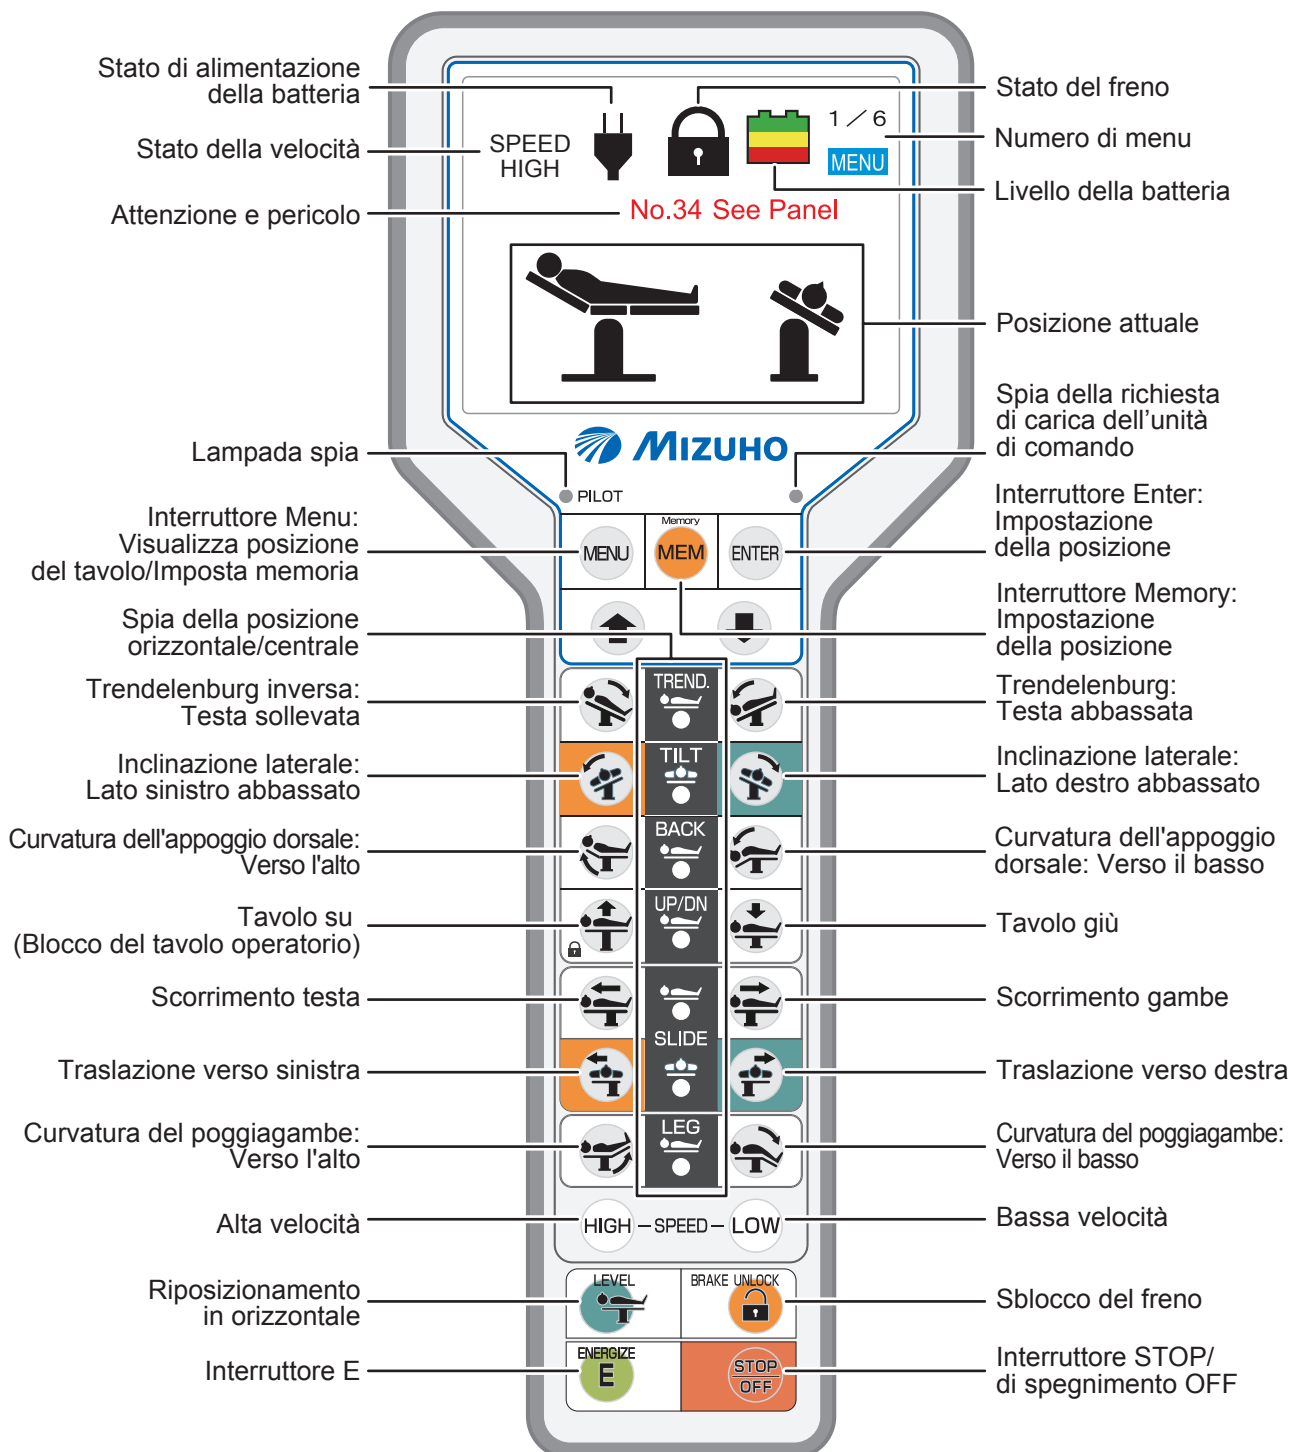 Stato di alimentazione
della batteria
Stato della velocità
Attenzione e pericolo
Stato del freno
Numero di menu
Livello della batteria
SPEED
HIGH
1/6
MENU
No.34 See Panel
Posizione attuale
Spia della richiesta
di carica dell'unità
di comando
MIZUHO
Lampada spia
PILOT
Interruttore Menu:
Visualizza posizione
del tavolo/Imposta memoria
Interruttore Enter:
Impostazione
della posizione
Memory
MENU
MEM
ENTER
Interruttore Memory:
Impostazione
della posizione
Spia della posizione
orizzontale/centrale
Trendelenburg inversa:
Testa sollevata
TREND.
Trendelenburg:
Testa abbassata
Inclinazione laterale:
Lato sinistro abbassato
TILT
Inclinazione laterale:
Lato destro abbassato
Curvatura dell'appoggio dorsale:
Verso l'alto
BACK
Curvatura dell'appoggio
dorsale: Verso il basso
Tavolo su
(Blocco del tavolo operatorio)
UP/DN
Tavolo giù
Scorrimento testa
Scorrimento gambe
SLIDE
Traslazione verso sinistra
Traslazione verso destra
Curvatura del poggiagambe:
Verso l'alto
LEG
Curvatura del poggiagambe:
Verso il basso
Alta velocità
HIGH – SPEED – LOW
Bassa velocità
Riposizionamento
in orizzontale
LEVEL
BRAKE UNLOCK
Sblocco del freno
Interruttore E
ENERGIZE
E
STOP
OFF
Interruttore STOP/
di spegnimento OFF